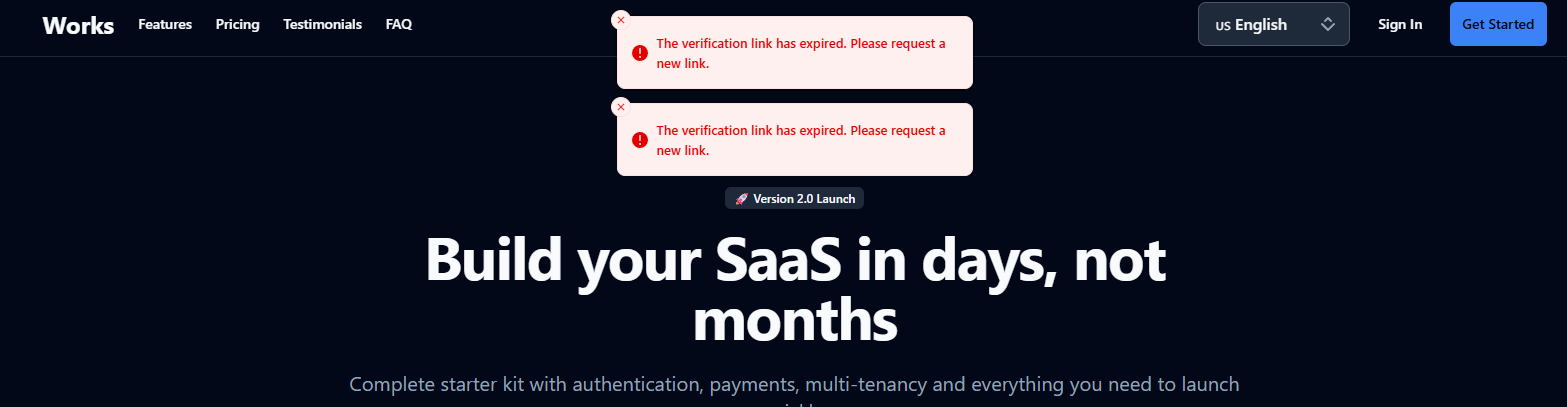 Works Features Pricing Testimonials FAQ
us English Sign In Get Started
The verification link has expired. Please request a
new link.
The verification link has expired. Please request a
new link.
🚀 Version 2.0 Launch
Build your SaaS in days, not
months
Complete starter kit with authentication, payments, multi-tenancy and everything you need to launch